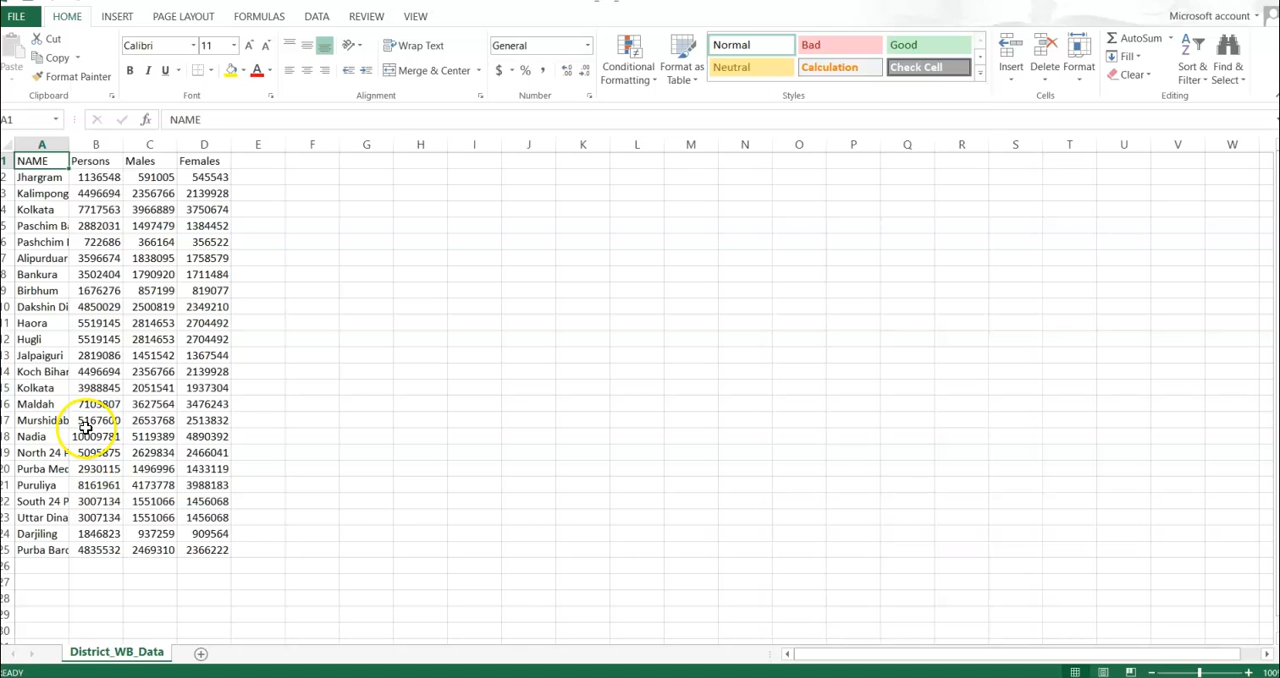 FILE HOME INSERT PAGE LAYOUT FORMULAS DATA REVIEW VIEW Microsoft account
Cut
Copy
Format Painter
Paste
Clipboard
Calibri 11 A A
B I U A
Font
Wrap Text
Merge & Center
Alignment
General
$ % ,
Number
Conditional Formatting
Format as Table
Normal Bad Good
Neutral Calculation Check Cell
Styles
Insert Delete Format
Cells
AutoSum
Fill
Clear
Sort & Filter
Find & Select
Editing
A1 fx NAME
A B C D E F G H I J K L M N O P Q R S T U V W
1 NAME Persons Males Females
2 Jhargram 1136548 591005 545543
3 Kalimpong 4496694 2356766 2139928
4 Kolkata 7717563 3966889 3750674
5 Paschim Ba 2882031 1497479 1384452
6 Pashchim 722686 366164 356522
7 Alipurduar 3596674 1838095 1758579
8 Bankura 3502404 1790920 1711484
9 Birbhum 1676276 857199 819077
10 Dakshin Di 4850029 2500819 2349210
11 Haora 5519145 2814653 2704492
12 Hugli 5519145 2814653 2704492
13 Jalpaiguri 2819086 1451542 1367544
14 Koch Bihar 4496694 2356766 2139928
15 Kolkata 3988845 2051541 1937304
16 Maldah 7103807 3627564 3476243
17 Murshidab 5167600 2653768 2513832
18 Nadia 10009781 5119389 4890392
19 North 24 P 5095875 2629834 2466041
20 Purba Med 2930115 1496996 1433119
21 Puruliya 8161961 4173778 3988183
22 South 24 P 3007134 1551066 1456068
23 Uttar Dina 3007134 1551066 1456068
24 Darjiling 1846823 937259 909564
25 Purba Bard 4835532 2469310 2366222
26
27
28
29
30
District_WB_Data
READY 100